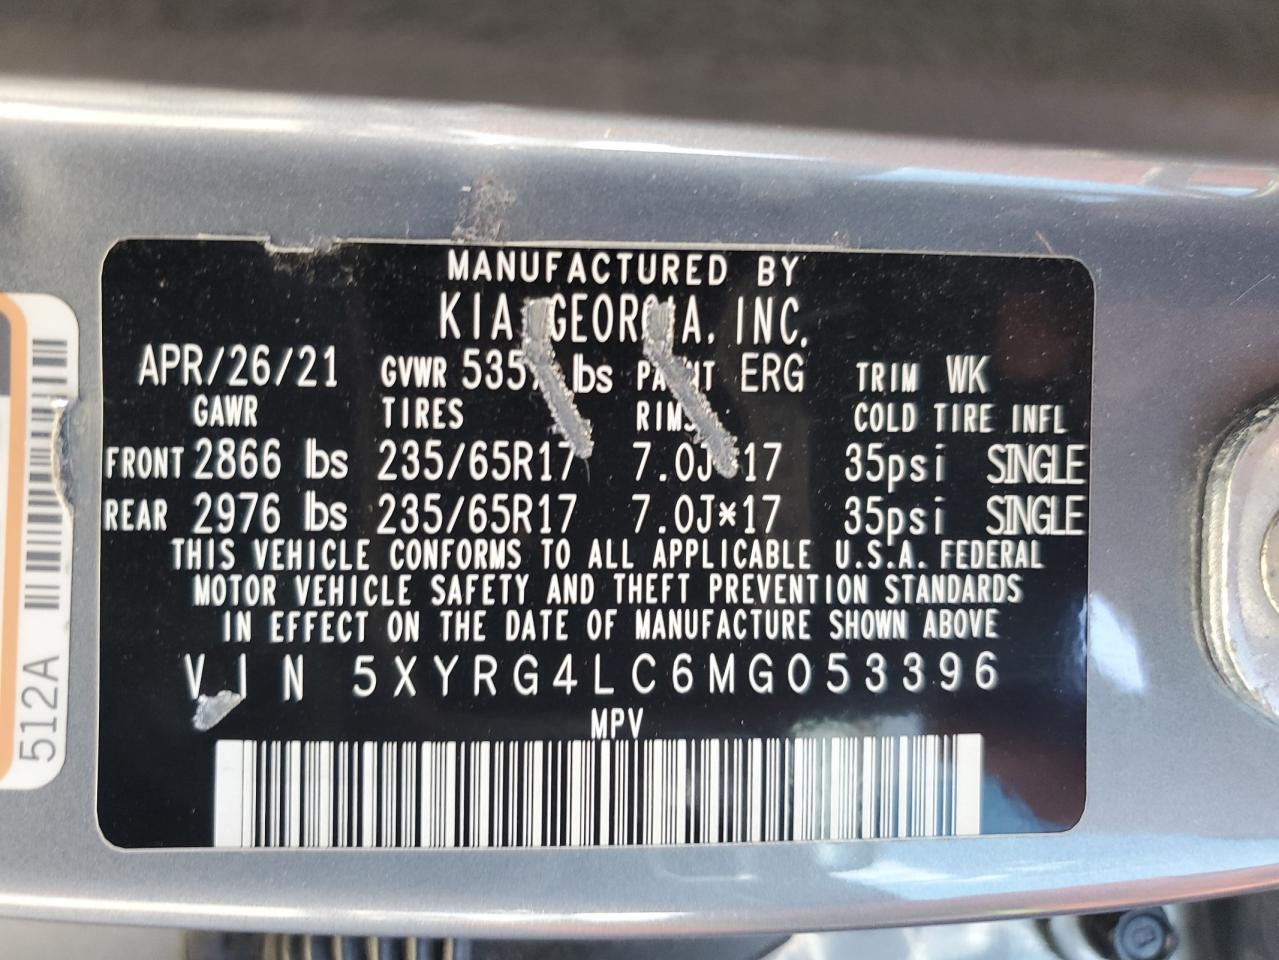 MANUFACTURED BY
KIA GEORGIA, INC.
APR/26/21 GVWR lbs PAINT ERG TRIM WK
GAWR TIRES RIMS COLD TIRE INFL
FRONT 2866 lbs 235/65R17 7.0J*17 35psi SINGLE
REAR 2976 lbs 235/65R17 7.0J*17 35psi SINGLE
THIS VEHICLE CONFORMS TO ALL APPLICABLE U.S.A. FEDERAL
MOTOR VEHICLE SAFETY AND THEFT PREVENTION STANDARDS
IN EFFECT ON THE DATE OF MANUFACTURE SHOWN ABOVE
VIN 5XYRG4LC6MG053396
MPV
512A